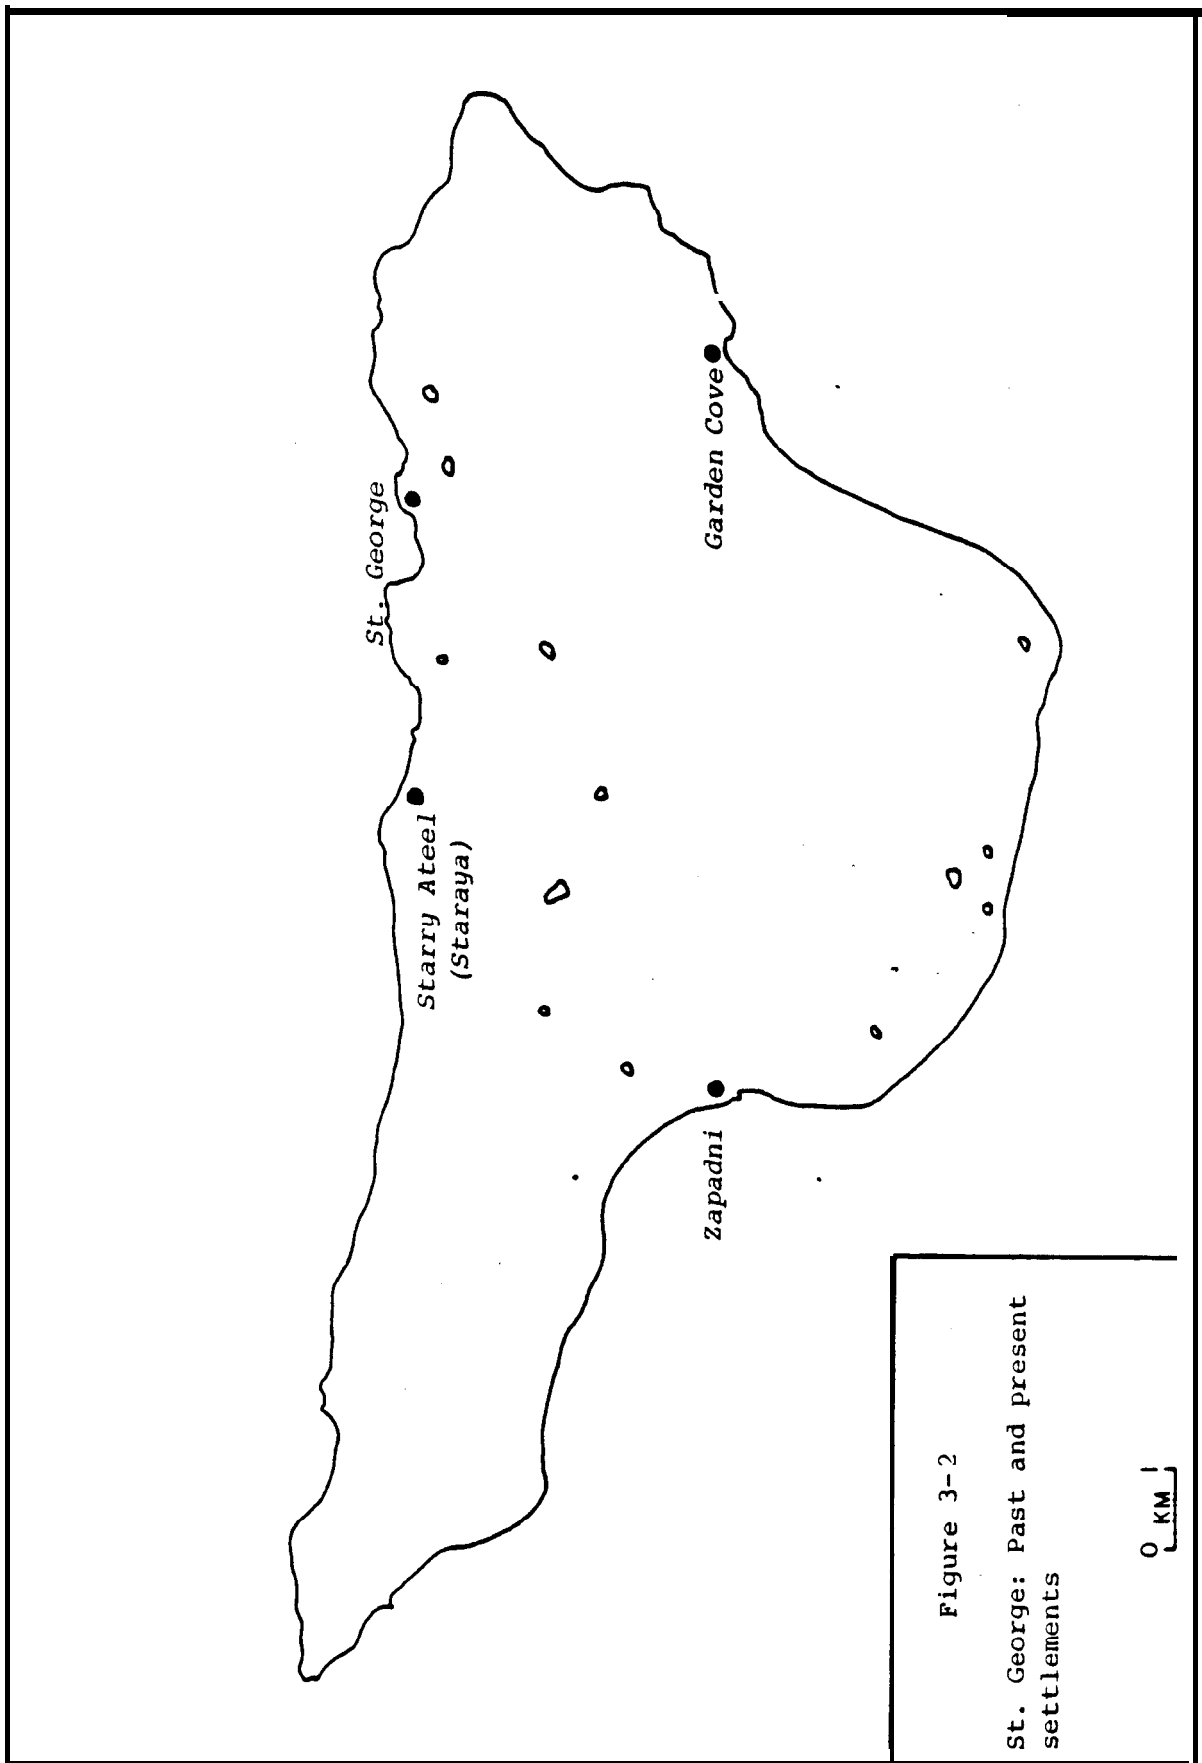 St. George
Starry Ateel
(Staraya)
Garden Cove
Zapadni
Figure 3-2
St. George: Past and present
settlements
0 1
KM